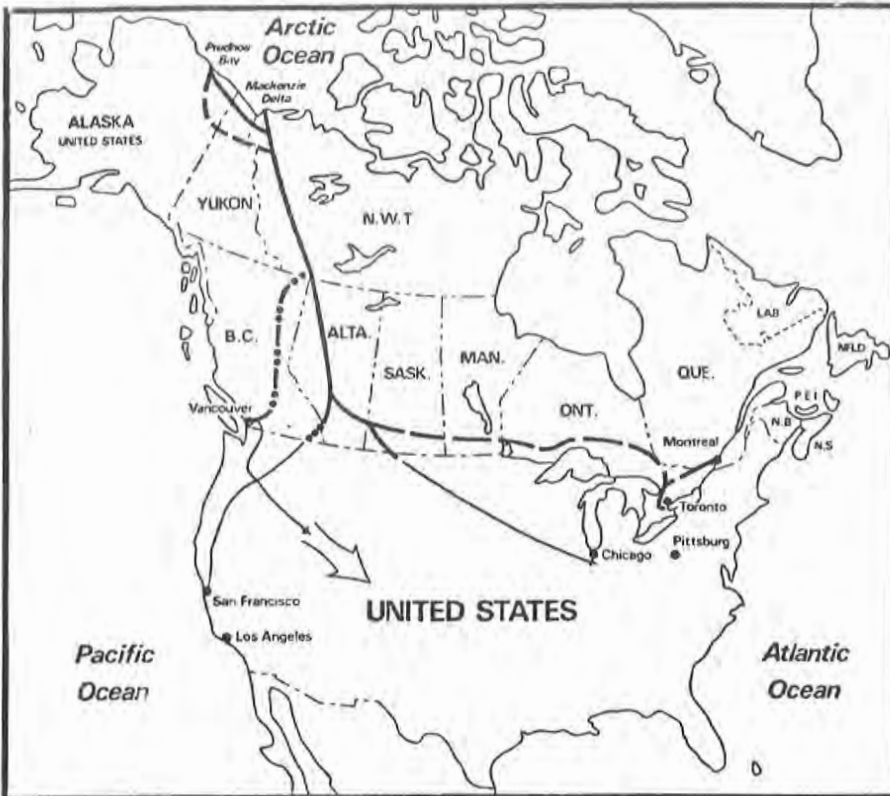 Arctic
Ocean
Prudhoe
Bay
Mackenzie
Delta
ALASKA
UNITED STATES
YUKON
N.W.T
B.C.
ALTA.
SASK.
MAN.
ONT.
QUE.
LAB
NFLD
P.E.I
N.B
N.S
Vancouver
Montreal
Toronto
Chicago
Pittsburg
San Francisco
Los Angeles
UNITED STATES
Pacific
Ocean
Atlantic
Ocean